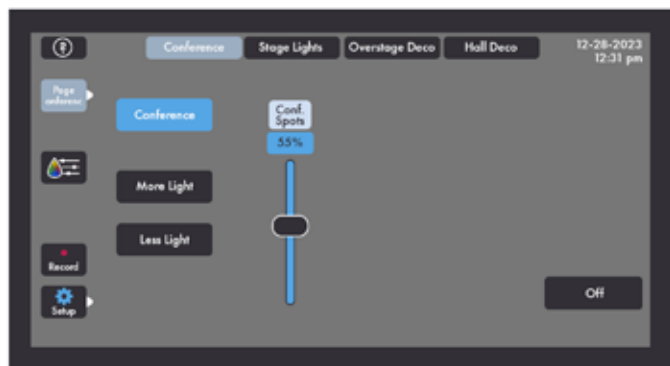 Conference
Stage Lights
Overstage Deco
Hall Deco
12-28-2023
12:31 pm
Page
onferenc
Conference
Conf.
Spots
55%
More Light
Less Light
Record
Setup
Off